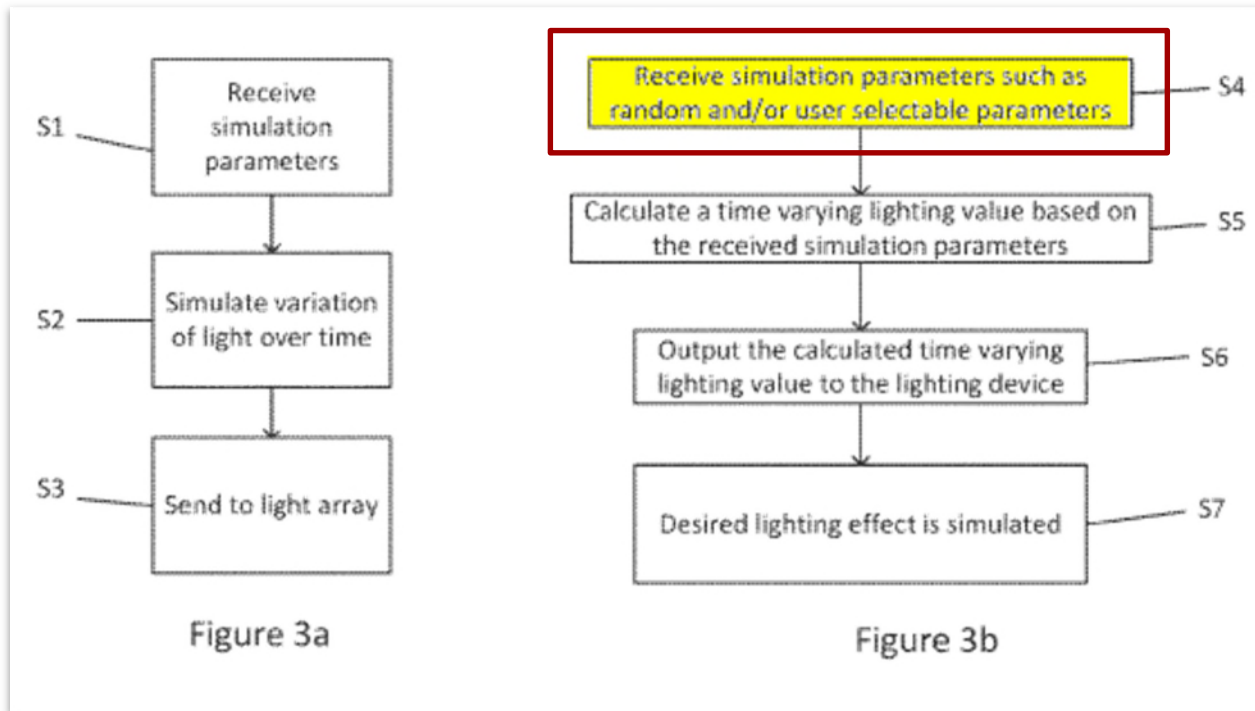 S1
Receive
simulation
parameters
S2
Simulate variation
of light over time
S3
Send to light array
Figure 3a
Receive simulation parameters such as
random and/or user selectable parameters
S4
Calculate a time varying lighting value based on
the received simulation parameters
S5
Output the calculated time varying
lighting value to the lighting device
S6
Desired lighting effect is simulated
S7
Figure 3b